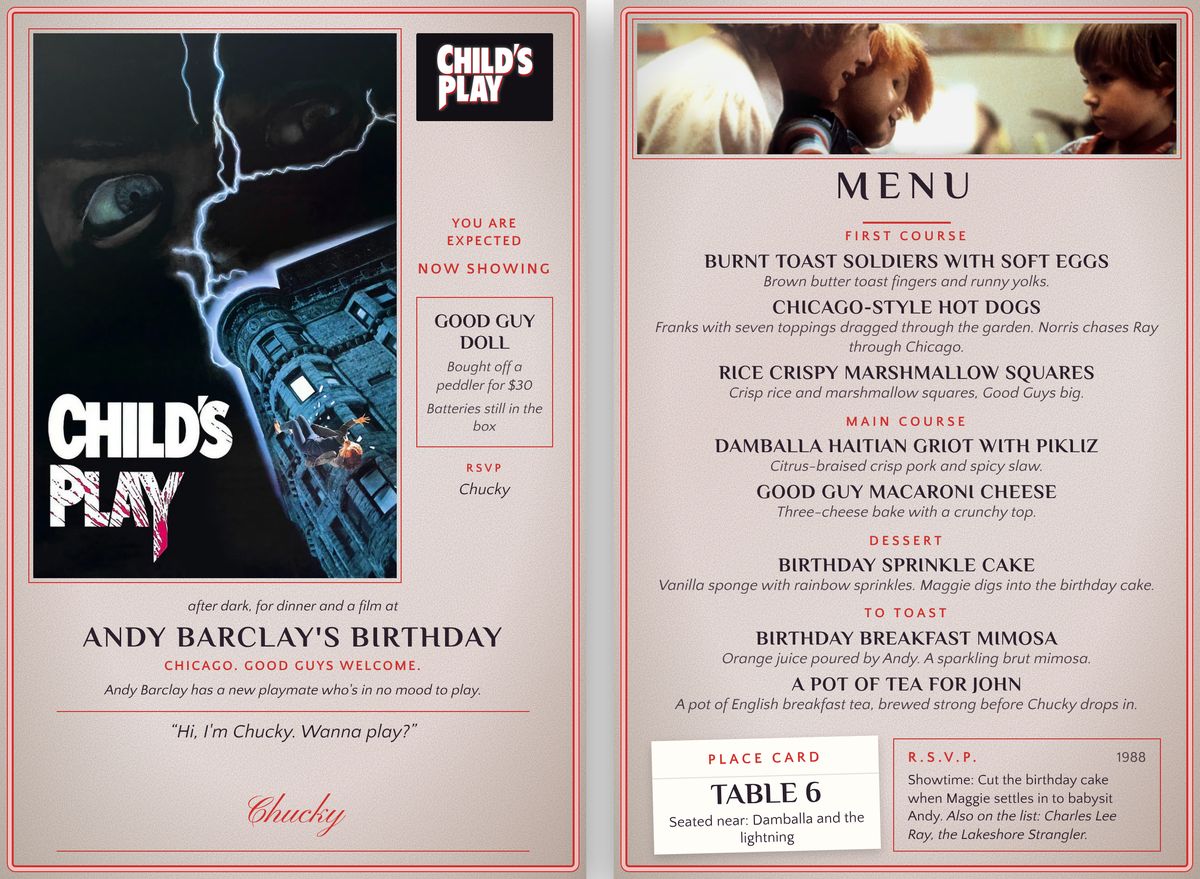 CHILD'S
PLAY
CHILD'S
PLAY
YOU ARE
EXPECTED
NOW SHOWING
GOOD GUY
DOLL
Bought off a
peddler for $30
Batteries still in the
box
RSVP
Chucky
after dark, for dinner and a film at
ANDY BARCLAY'S BIRTHDAY
CHICAGO. GOOD GUYS WELCOME.
Andy Barclay has a new playmate who's in no mood to play.
“Hi, I'm Chucky. Wanna play?”
Chucky
MENU
FIRST COURSE
BURNT TOAST SOLDIERS WITH SOFT EGGS
Brown butter toast fingers and runny yolks.
CHICAGO-STYLE HOT DOGS
Franks with seven toppings dragged through the garden. Norris chases Ray
through Chicago.
RICE CRISPY MARSHMALLOW SQUARES
Crisp rice and marshmallow squares, Good Guys big.
MAIN COURSE
DAMBALLA HAITIAN GRIOT WITH PIKLIZ
Citrus-braised crisp pork and spicy slaw.
GOOD GUY MACARONI CHEESE
Three-cheese bake with a crunchy top.
DESSERT
BIRTHDAY SPRINKLE CAKE
Vanilla sponge with rainbow sprinkles. Maggie digs into the birthday cake.
TO TOAST
BIRTHDAY BREAKFAST MIMOSA
Orange juice poured by Andy. A sparkling brut mimosa.
A POT OF TEA FOR JOHN
A pot of English breakfast tea, brewed strong before Chucky drops in.
PLACE CARD
TABLE 6
Seated near: Damballa and the
lightning
R.S.V.P. 1988
Showtime: Cut the birthday cake
when Maggie settles in to babysit
Andy. Also on the list: Charles Lee
Ray, the Lakeshore Strangler.